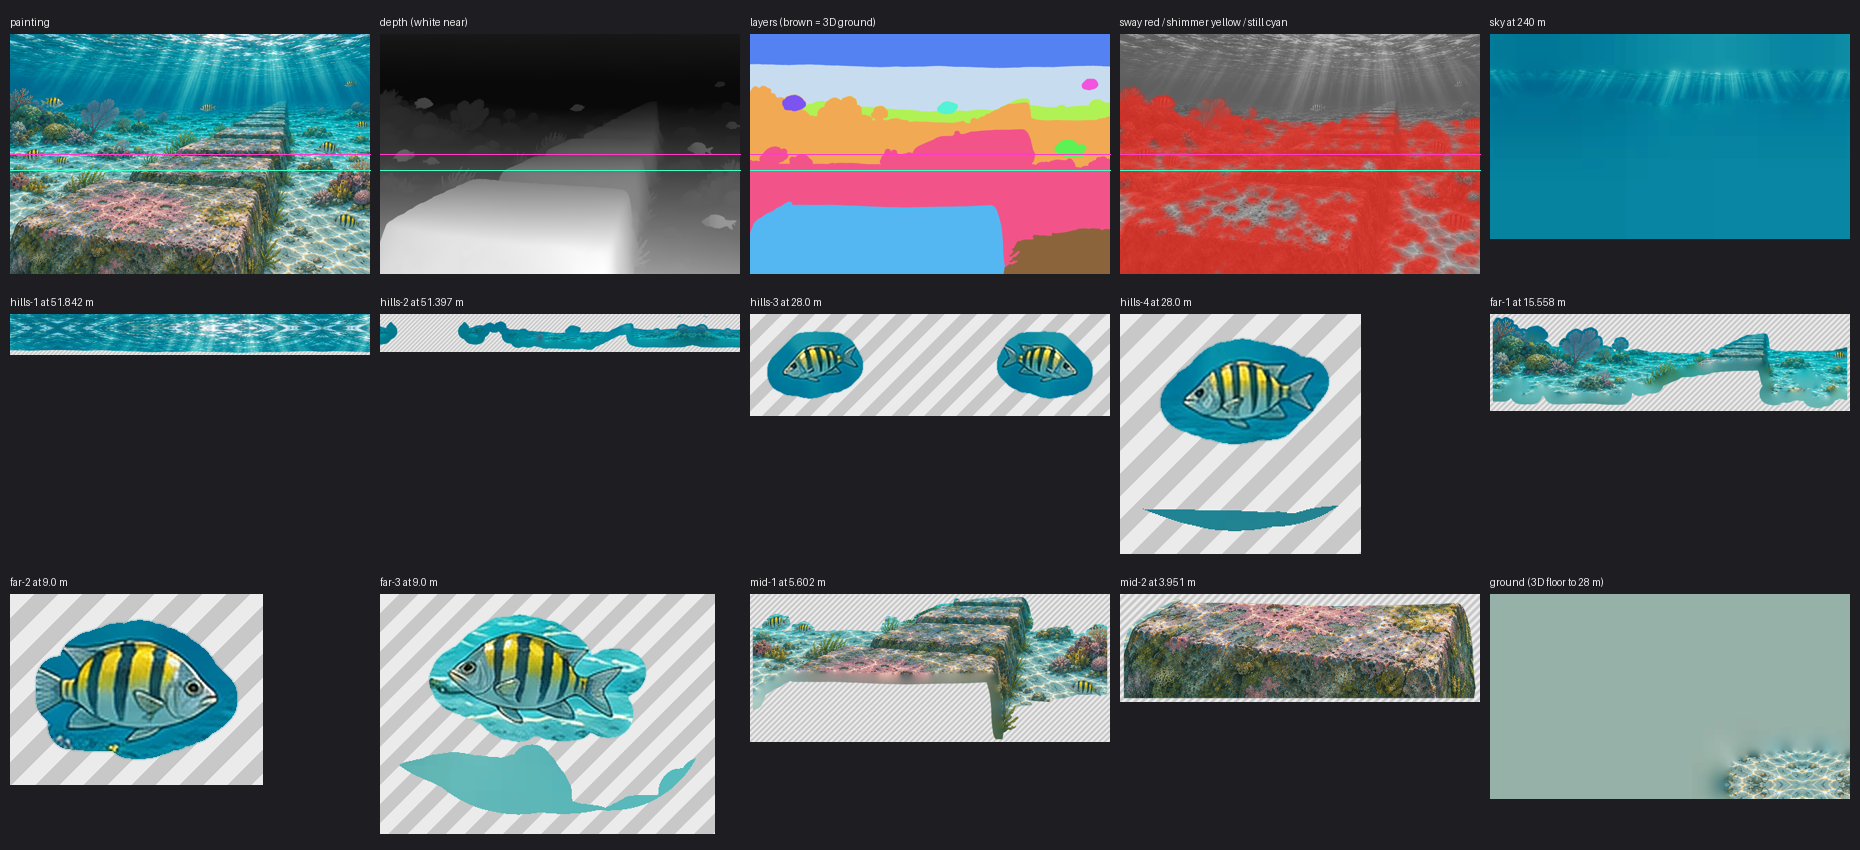 painting
depth (white near)
layers (brown = 3D ground)
sway red / shimmer yellow / still cyan
sky at 240 m
hills-1 at 51.842 m
hills-2 at 51.397 m
hills-3 at 28.0 m
hills-4 at 28.0 m
far-1 at 15.558 m
far-2 at 9.0 m
far-3 at 9.0 m
mid-1 at 5.602 m
mid-2 at 3.951 m
ground (3D floor to 28 m)